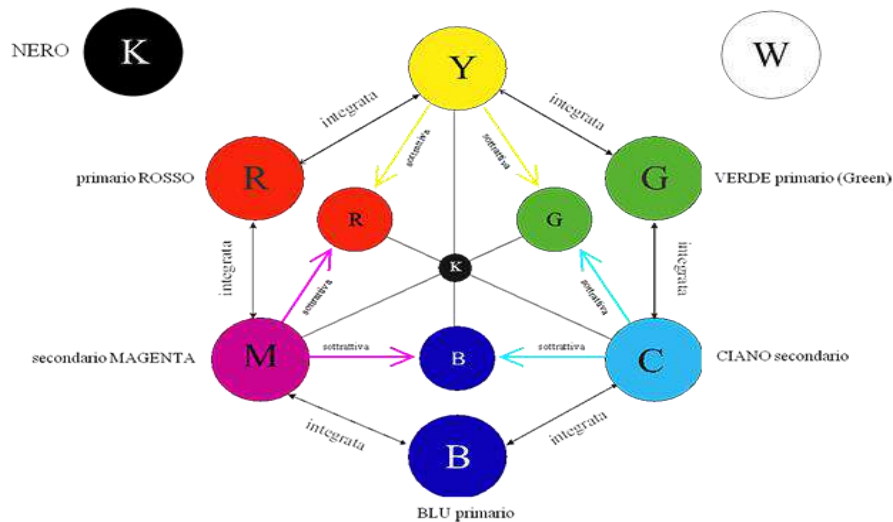 NERO
K
Y
W
integrata
integrata
sottrattiva
sottrattiva
primario ROSSO
R
G
VERDE primario (Green)
R
G
K
integrata
integrata
sottrattiva
sottrattiva
secondario MAGENTA
M
sottrattiva
B
sottrattiva
C
CIANO secondario
integrata
integrata
B
BLU primario